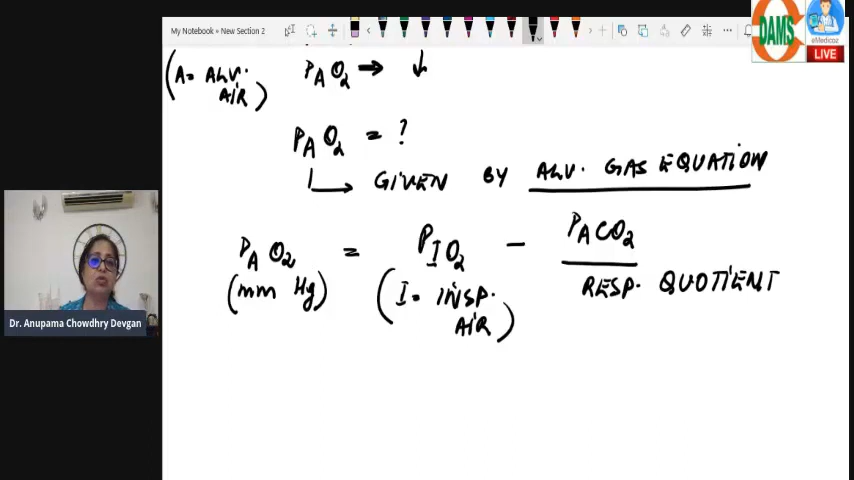 My Notebook » New Section 2
DAMS
eMedicoz
LIVE
(A = ALV. AIR)
PAO2 → ↓
PAO2 = ?
↳ GIVEN BY ALV. GAS EQUATION
PAO2 = PIO2 - PACO2
(mm Hg) (I = INSP. AIR) RESP. QUOTIENT
Dr. Anupama Chowdhry Devgan